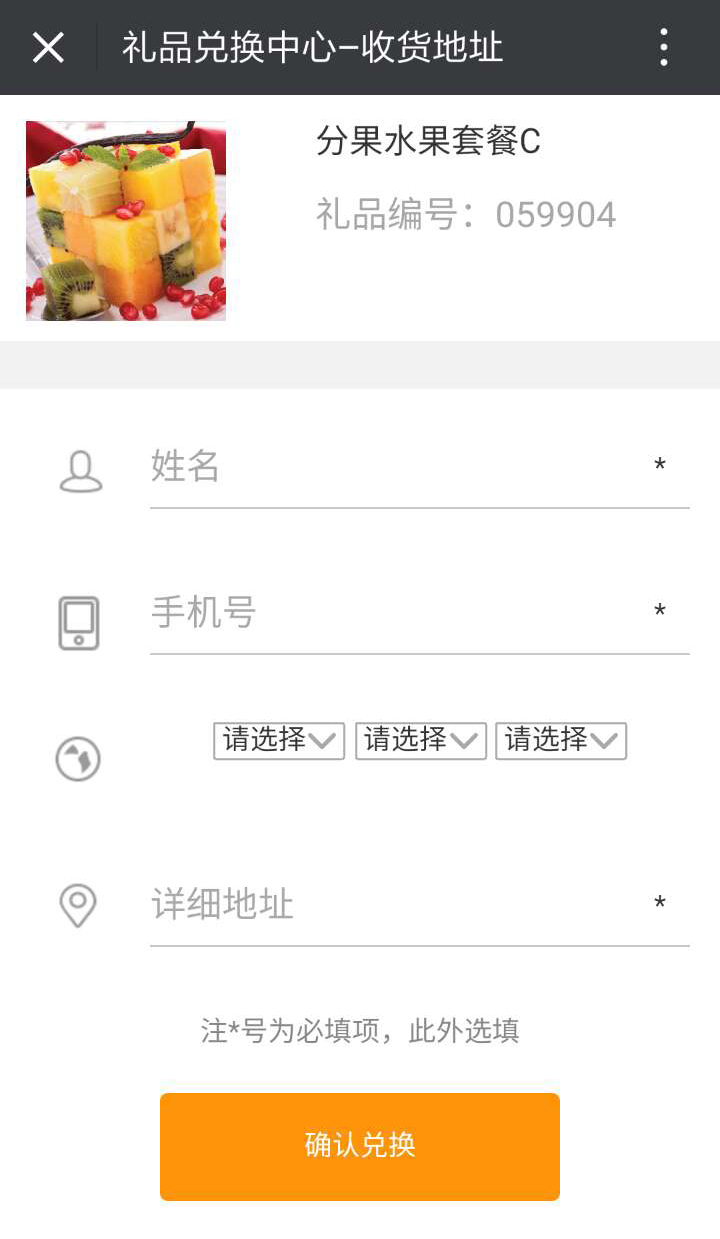 礼品兑换中心–收货地址
分果水果套餐C
礼品编号：059904
姓名 *
手机号 *
请选择 请选择 请选择
详细地址 *
注*号为必填项，此外选填
确认兑换